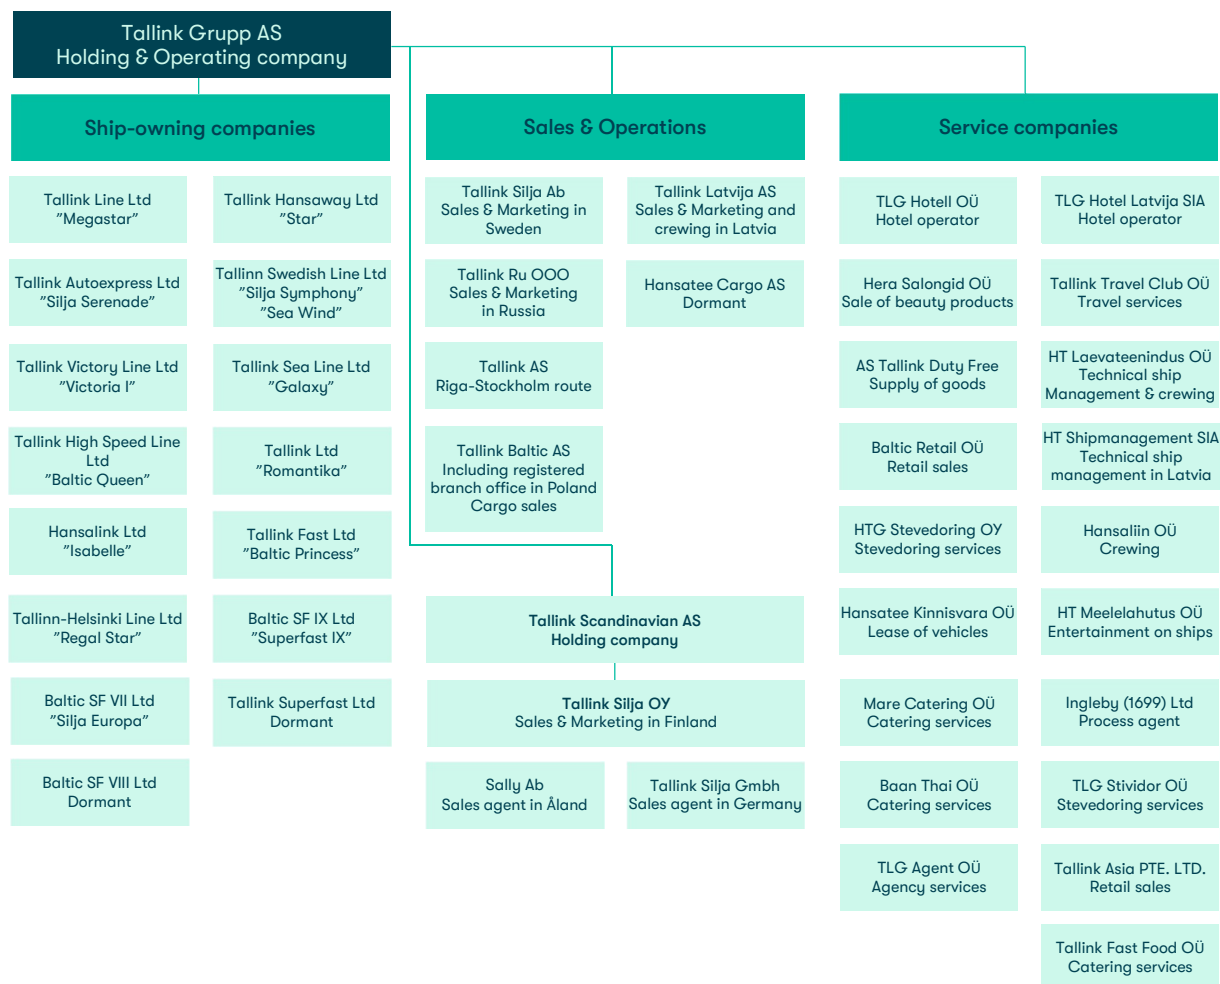 Tallink Grupp AS
Holding & Operating company
Ship-owning companies
Tallink Line Ltd
"Megastar"
Tallink Hansaway Ltd
"Star"
Tallink Autoexpress Ltd
"Silja Serenade"
Tallinn Swedish Line Ltd
"Silja Symphony"
"Sea Wind"
Tallink Victory Line Ltd
"Victoria I"
Tallink Sea Line Ltd
"Galaxy"
Tallink High Speed Line
Ltd
"Baltic Queen"
Tallink Ltd
"Romantika"
Hansalink Ltd
"Isabelle"
Tallink Fast Ltd
"Baltic Princess"
Tallinn-Helsinki Line Ltd
"Regal Star"
Baltic SF IX Ltd
"Superfast IX"
Baltic SF VII Ltd
"Silja Europa"
Tallink Superfast Ltd
Dormant
Baltic SF VIII Ltd
Dormant
Sales & Operations
Tallink Silja Ab
Sales & Marketing in
Sweden
Tallink Latvija AS
Sales & Marketing and
crewing in Latvia
Tallink Ru OOO
Sales & Marketing
in Russia
Hansatee Cargo AS
Dormant
Tallink AS
Riga-Stockholm route
Tallink Baltic AS
Including registered
branch office in Poland
Cargo sales
Tallink Scandinavian AS
Holding company
Tallink Silja OY
Sales & Marketing in Finland
Sally Ab
Sales agent in Åland
Tallink Silja Gmbh
Sales agent in Germany
Service companies
TLG Hotell OÜ
Hotel operator
TLG Hotel Latvija SIA
Hotel operator
Hera Salongid OÜ
Sale of beauty products
Tallink Travel Club OÜ
Travel services
AS Tallink Duty Free
Supply of goods
HT Laevateenindus OÜ
Technical ship
Management & crewing
Baltic Retail OÜ
Retail sales
HT Shipmanagement SIA
Technical ship
management in Latvia
HTG Stevedoring OY
Stevedoring services
Hansaliin OÜ
Crewing
Hansatee Kinnisvara OÜ
Lease of vehicles
HT Meelelahutus OÜ
Entertainment on ships
Mare Catering OÜ
Catering services
Ingleby (1699) Ltd
Process agent
Baan Thai OÜ
Catering services
TLG Stividor OÜ
Stevedoring services
TLG Agent OÜ
Agency services
Tallink Asia PTE. LTD.
Retail sales
Tallink Fast Food OÜ
Catering services